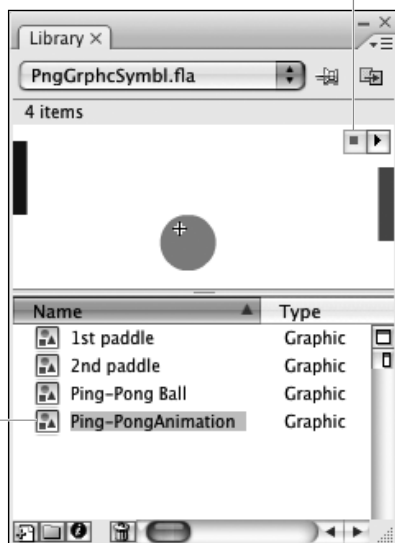 Library ×
PngGrphcSymbl.fla
4 items
Name Type
1st paddle Graphic
2nd paddle Graphic
Ping-Pong Ball Graphic
Ping-PongAnimation Graphic